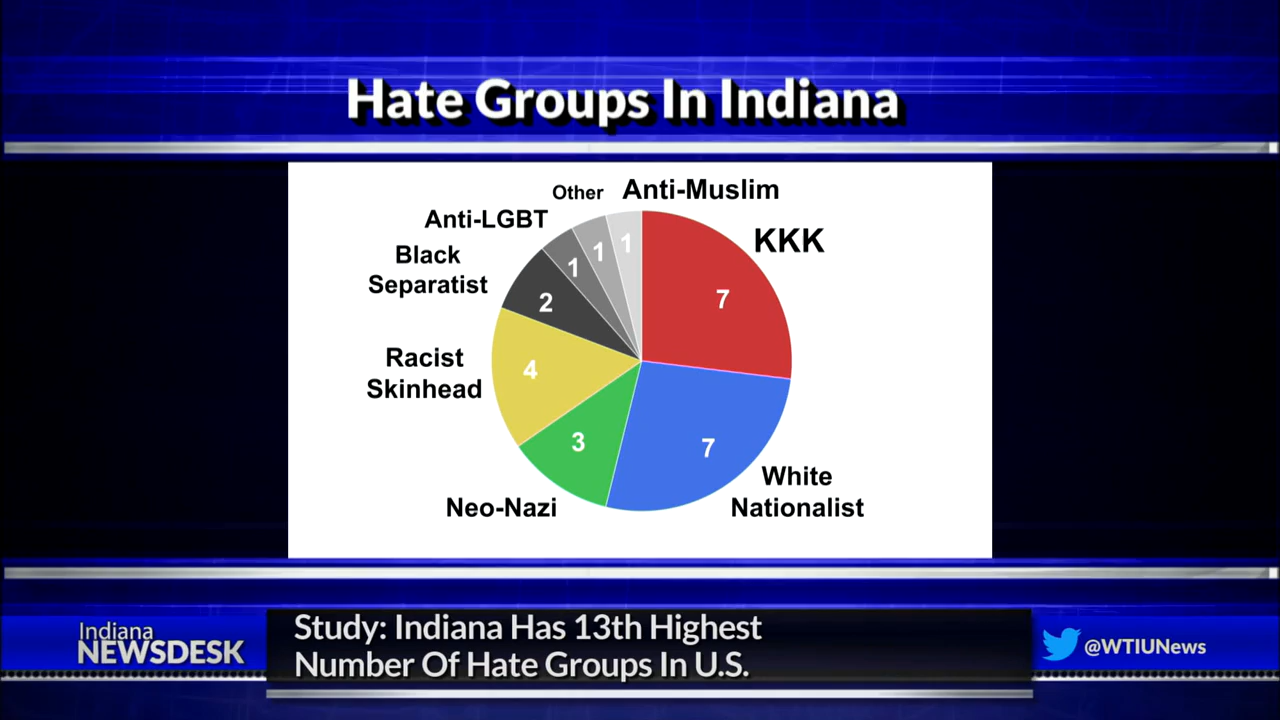 Hate Groups In Indiana
Other
Anti-Muslim
Anti-LGBT
KKK
Black
Separatist
1
1
1
2
7
Racist
Skinhead
4
3
7
White
Nationalist
Neo-Nazi
Indiana
NEWSDESK
Study: Indiana Has 13th Highest
Number Of Hate Groups In U.S.
@WTIUNews